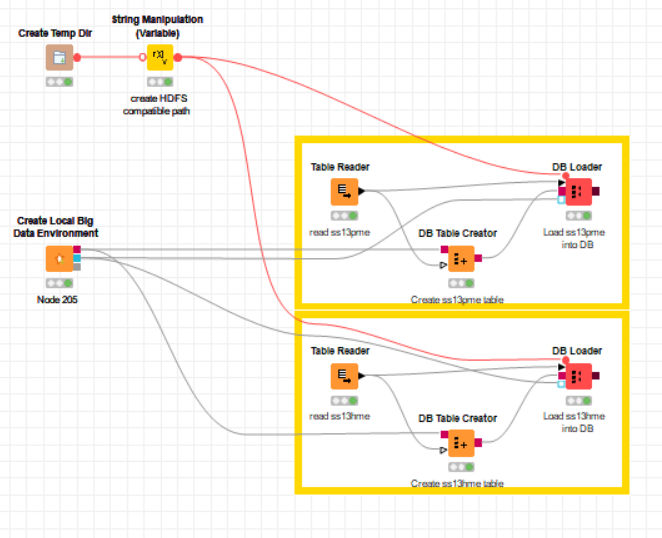 String Manipulation
(Variable)
Create Temp Dir
create HDFS
compatible path
Table Reader
DB Loader
read ss13pme
Load ss13pme
into DB
DB Table Creator
Create ss13pme table
Create Local Big
Data Environment
Node 205
Table Reader
DB Loader
read ss13hme
Load ss13hme
into DB
DB Table Creator
Create ss13hme table